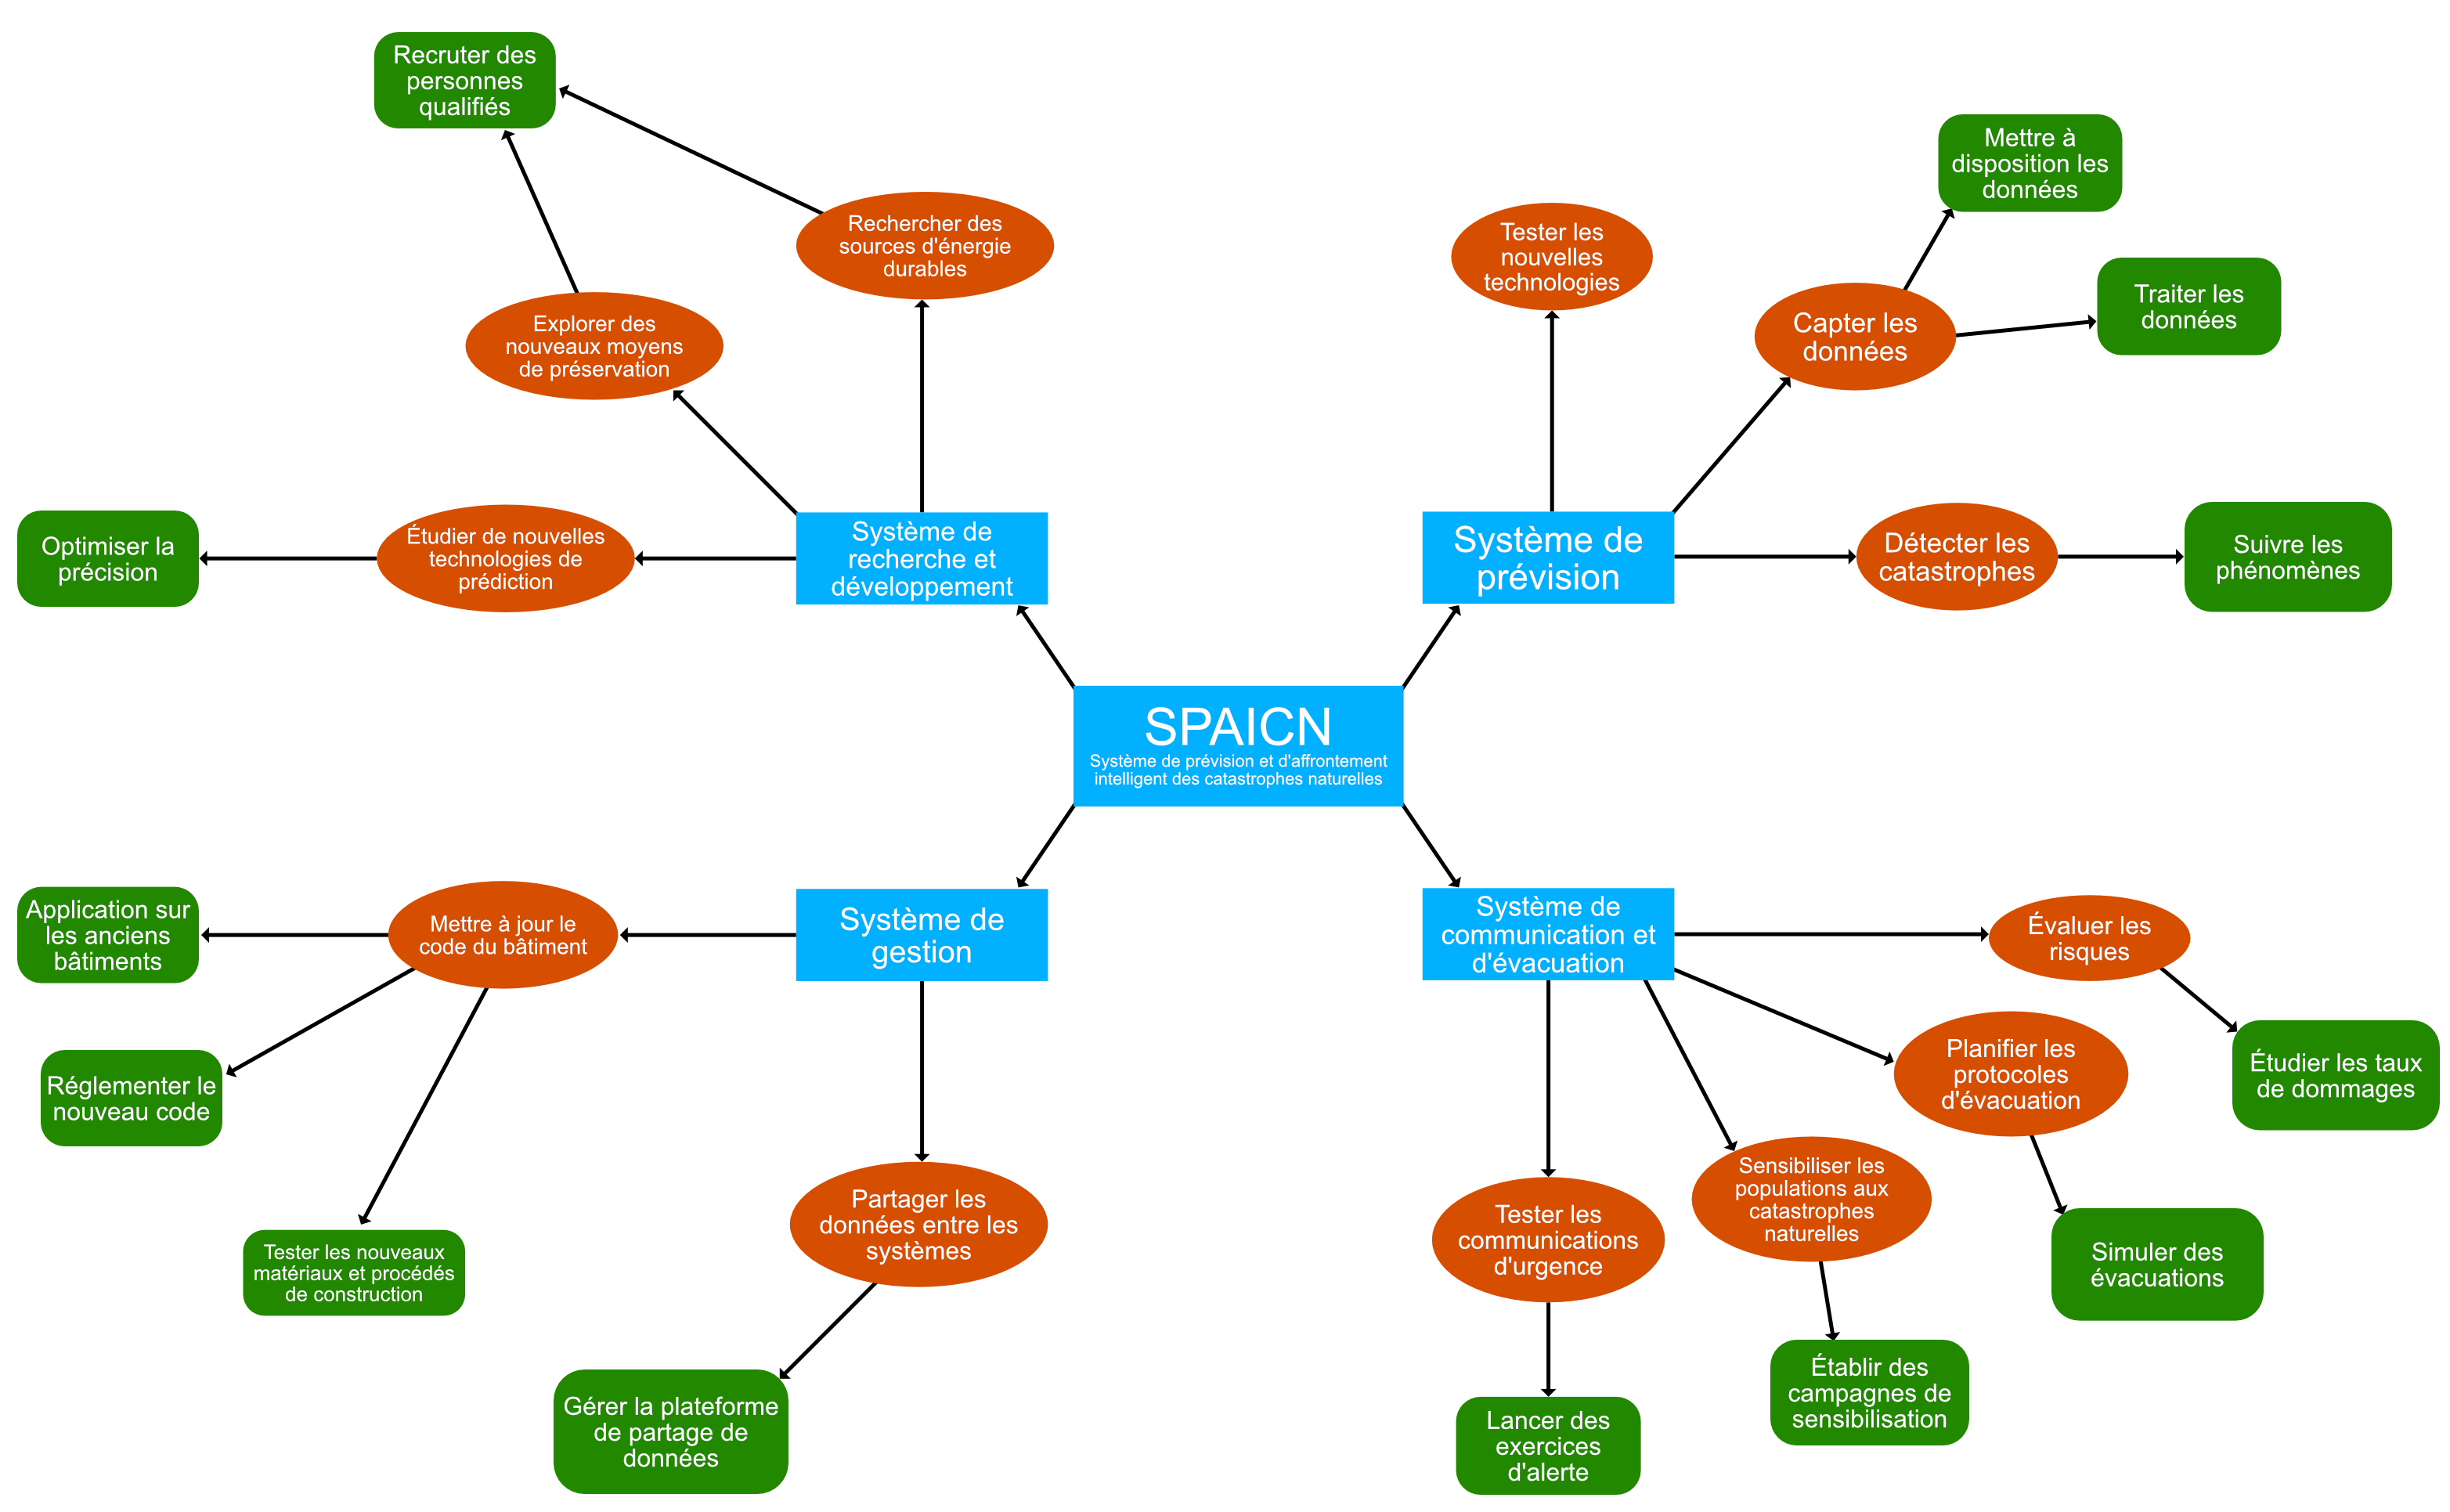 Recruter des
personnes
qualifiés
Mettre à
disposition les
données
Rechercher des
sources d'énergie
durables
Tester les
nouvelles
technologies
Traiter les
données
Explorer des
nouveaux moyens
de préservation
Capter les
données
Optimiser la
précision
Étudier de nouvelles
technologies de
prédiction
Système de
recherche et
développement
Système de
prévision
Détecter les
catastrophes
Suivre les
phénomènes
SPAICN
Système de prévision et d'affrontement
intelligent des catastrophes naturelles
Application sur
les anciens
bâtiments
Mettre à jour le
code du bâtiment
Système de
gestion
Système de
communication et
d'évacuation
Évaluer les
risques
Réglementer le
nouveau code
Planifier les
protocoles
d'évacuation
Étudier les taux
de dommages
Tester les nouveaux
matériaux et procédés
de construction
Partager les
données entre les
systèmes
Tester les
communications
d'urgence
Sensibiliser les
populations aux
catastrophes
naturelles
Simuler des
évacuations
Gérer la plateforme
de partage de
données
Lancer des
exercices
d'alerte
Établir des
campagnes de
sensibilisation